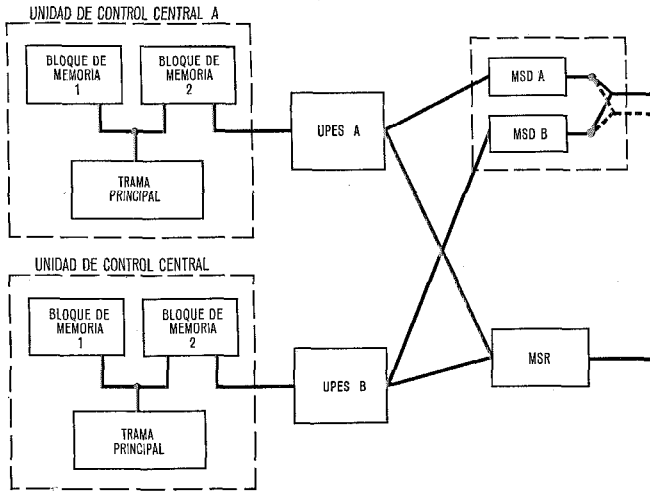 UNIDAD DE CONTROL CENTRAL A
BLOQUE DE
MEMORIA
1
BLOQUE DE
MEMORIA
2
TRAMA
PRINCIPAL
UPES A
MSD A
MSD B
UNIDAD DE CONTROL CENTRAL
BLOQUE DE
MEMORIA
1
BLOQUE DE
MEMORIA
2
TRAMA
PRINCIPAL
UPES B
MSR